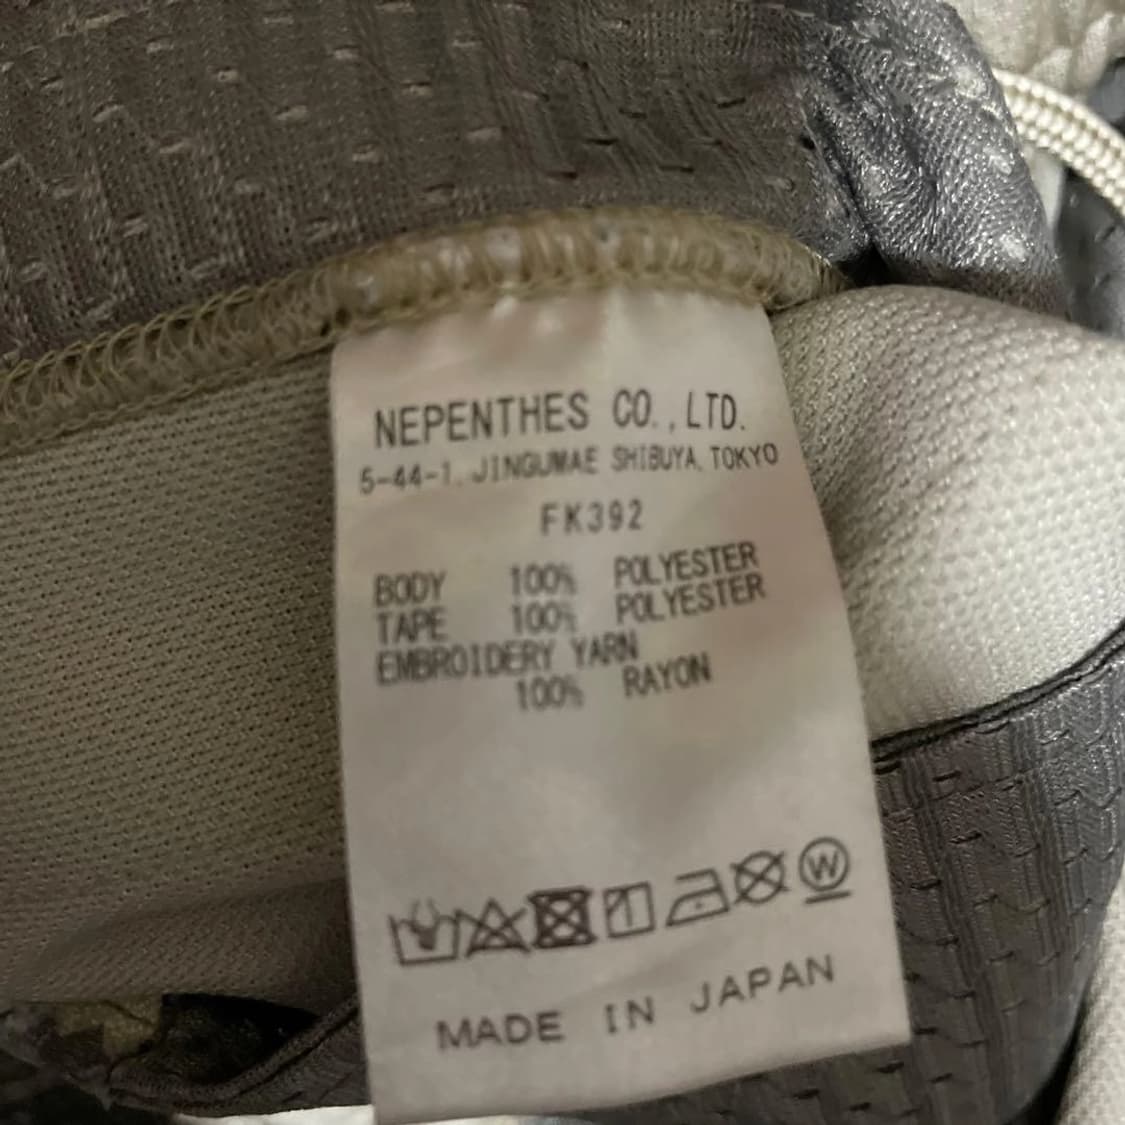 NEPENTHES CO.,LTD.
5-44-1, JINGUMAE SHIBUYA, TOKYO
FK392
BODY 100% POLYESTER
TAPE 100% POLYESTER
EMBROIDERY YARN
100% RAYON
W
MADE IN JAPAN